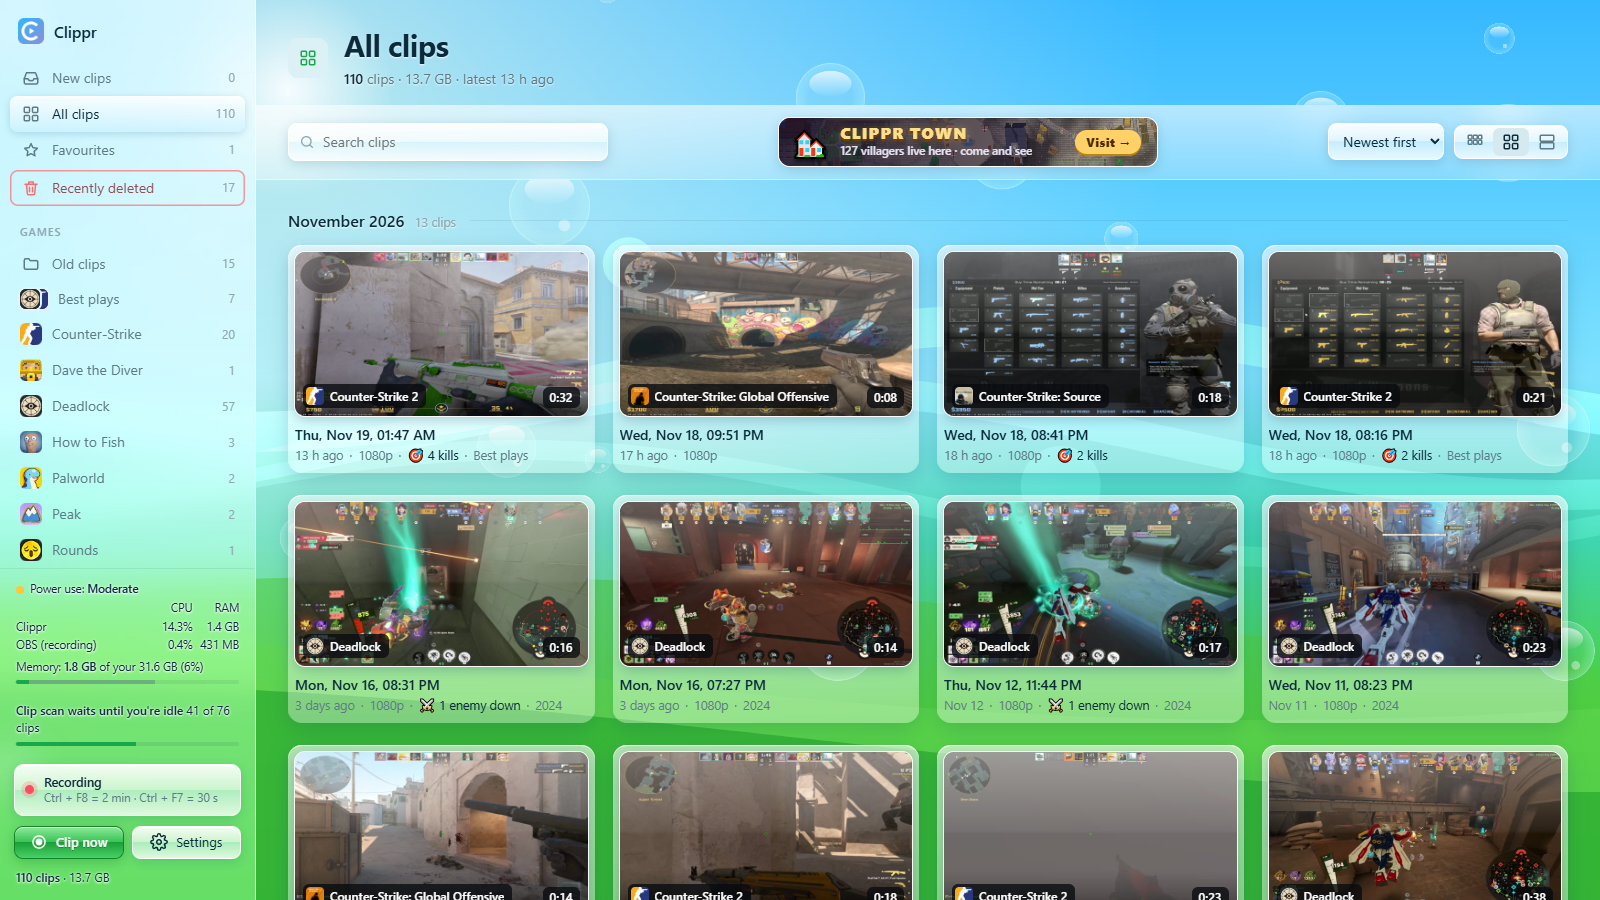 Clippr
New clips 0
All clips 110
Favourites 1
Recently deleted 17
GAMES
Old clips 15
Best plays 7
Counter-Strike 20
Dave the Diver 1
Deadlock 57
How to Fish 3
Palworld 2
Peak 2
Rounds 1
Power use: Moderate
CPU RAM
Clippr 14.3% 1.4 GB
OBS (recording) 0.4% 431 MB
Memory: 1.8 GB of your 31.6 GB (6%)
Clip scan waits until you're idle 41 of 76
clips
Recording
Ctrl + F8 = 2 min · Ctrl + F7 = 30 s
Clip now
Settings
110 clips · 13.7 GB
All clips
110 clips · 13.7 GB · latest 13 h ago
Search clips
CLIPPR TOWN
127 villagers live here · come and see
Visit →
Newest first
November 2026 13 clips
Counter-Strike 2 0:32
Thu, Nov 19, 01:47 AM
13 h ago · 1080p · 4 kills · Best plays
Counter-Strike: Global Offensive 0:08
Wed, Nov 18, 09:51 PM
17 h ago · 1080p
Counter-Strike: Source 0:18
Wed, Nov 18, 08:41 PM
18 h ago · 1080p · 2 kills
Counter-Strike 2 0:21
Wed, Nov 18, 08:16 PM
18 h ago · 1080p · 2 kills · Best plays
Deadlock 0:16
Mon, Nov 16, 08:31 PM
3 days ago · 1080p · 1 enemy down · 2024
Deadlock 0:14
Mon, Nov 16, 07:27 PM
3 days ago · 1080p · 2024
Deadlock 0:17
Thu, Nov 12, 11:44 PM
Nov 12 · 1080p · 1 enemy down · 2024
Deadlock 0:23
Wed, Nov 11, 08:23 PM
Nov 11 · 1080p · 2024
Counter-Strike: Global Offensive 0:14
Counter-Strike 2 0:18
Counter-Strike 2 0:23
Deadlock 0:38